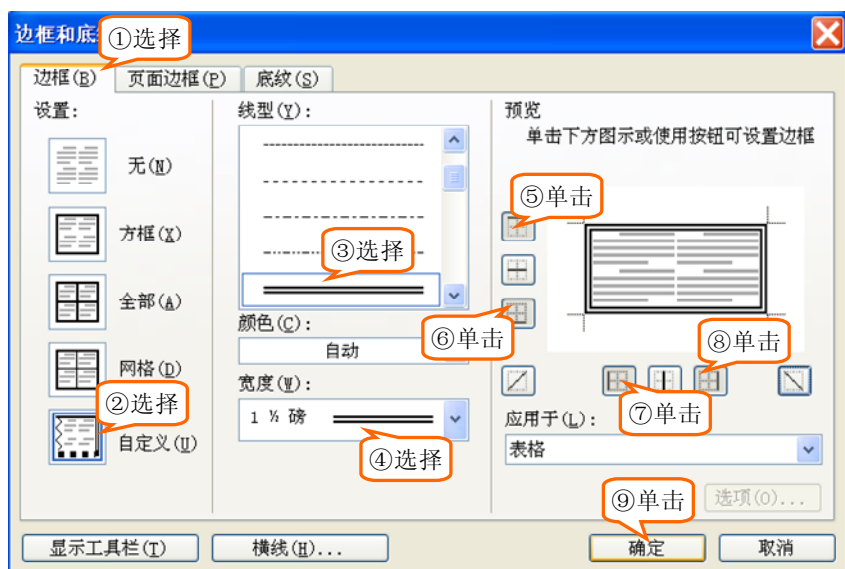 边框和底
①选择
边框(B)
页面边框(P)
底纹(S)
设置:
无(N)
方框(X)
全部(A)
网格(D)
②选择
自定义(U)
线型(Y):
③选择
颜色(C):
自动
宽度(W):
1 ½ 磅
④选择
预览
单击下方图示或使用按钮可设置边框
⑤单击
⑥单击
⑧单击
⑦单击
应用于(L):
表格
⑨单击
选项(O)...
显示工具栏(T)
横线(H)...
确定
取消